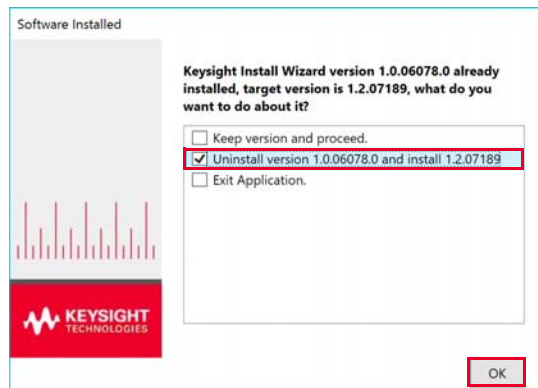 Software Installed
Keysight Install Wizard version 1.0.06078.0 already
installed, target version is 1.2.07189, what do you
want to do about it?
Keep version and proceed.
Uninstall version 1.0.06078.0 and install 1.2.07189
Exit Application.
KEYSIGHT
TECHNOLOGIES
OK